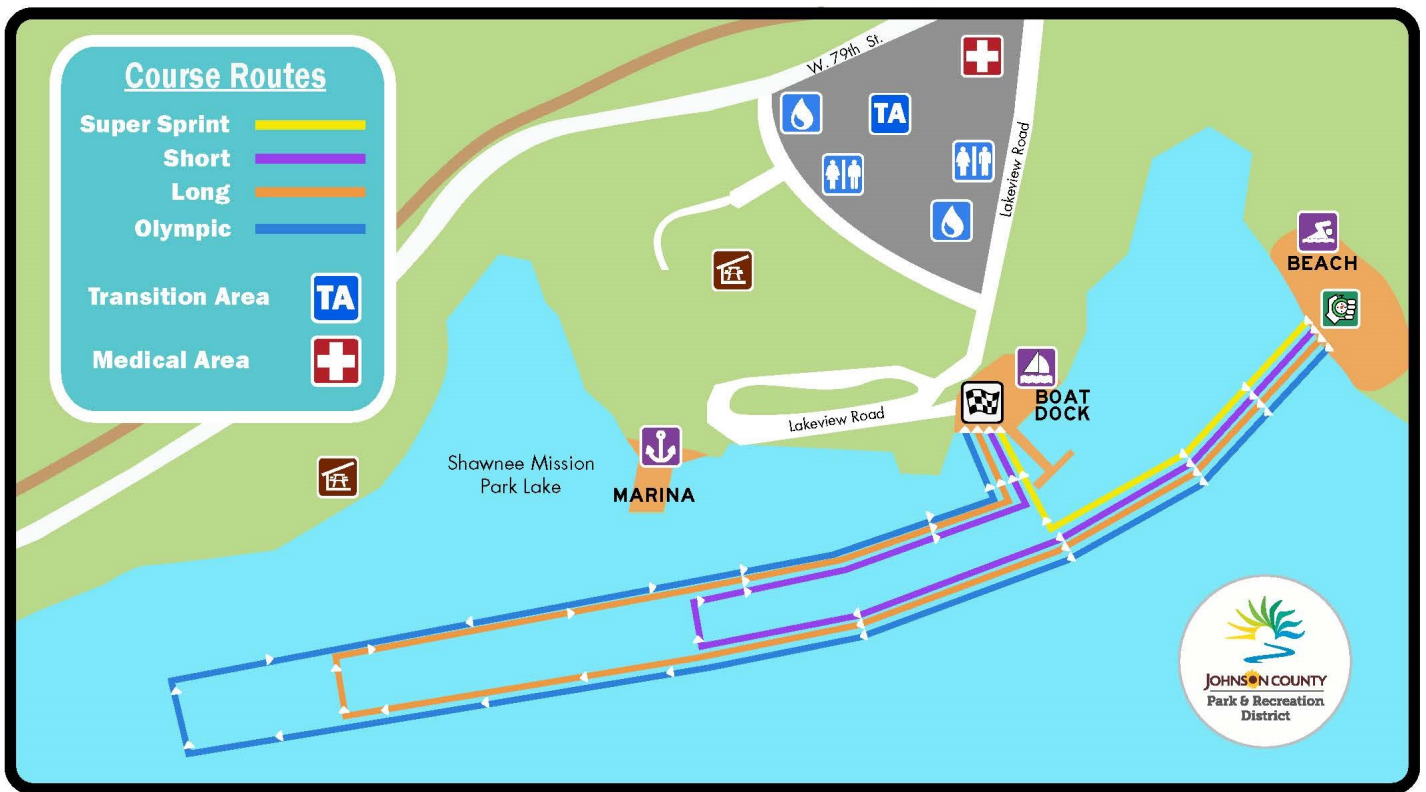 Course Routes
Super Sprint
Short
Long
Olympic
Transition Area
TA
Medical Area
W. 79th St.
TA
Lakeview Road
BEACH
BOAT
DOCK
Lakeview Road
Shawnee Mission
Park Lake
MARINA
JOHNSON COUNTY
Park & Recreation
District